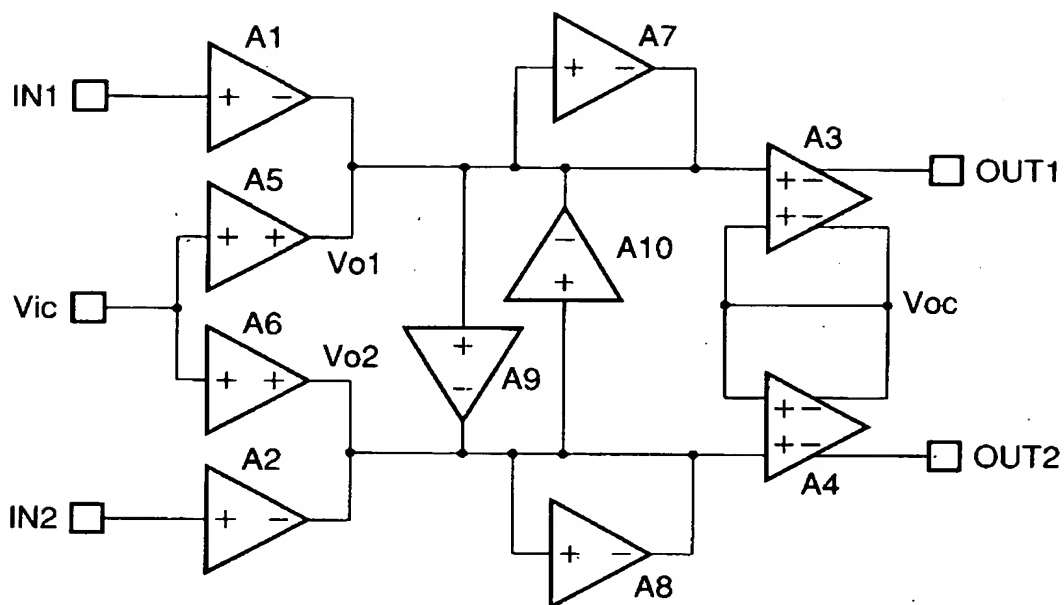 A1
A7
IN1
+ −
+ −
A3
A5
+ −
OUT1
+ −
+ +
Vo1
−
+
A10
Vic
Voc
A6
Vo2
+ +
+
−
A9
+ −
A2
+ −
OUT2
A4
IN2
+ −
+ −
A8